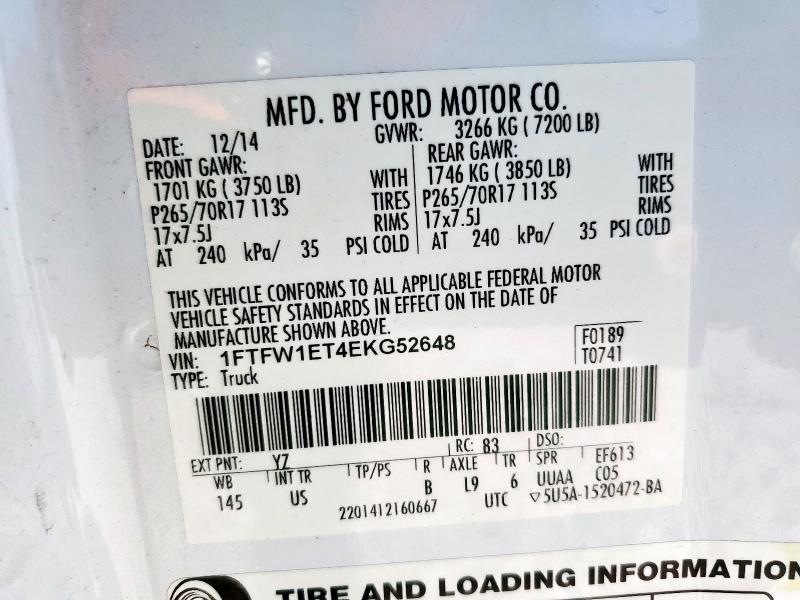 MFD. BY FORD MOTOR CO.
DATE: 12/14 GVWR: 3266 KG ( 7200 LB)
FRONT GAWR: REAR GAWR:
1701 KG ( 3750 LB) WITH 1746 KG ( 3850 LB) WITH
P265/70R17 113S TIRES P265/70R17 113S TIRES
17x7.5J RIMS 17x7.5J RIMS
AT 240 kPa/ 35 PSI COLD AT 240 kPa/ 35 PSI COLD
THIS VEHICLE CONFORMS TO ALL APPLICABLE FEDERAL MOTOR
VEHICLE SAFETY STANDARDS IN EFFECT ON THE DATE OF
MANUFACTURE SHOWN ABOVE.
VIN: 1FTFW1ET4EKG52648 F0189
TYPE: Truck T0741
EXT PNT: YZ RC: 83 DSO:
WB INT TR TP/PS R AXLE TR SPR EF613
145 US B L9 6 UUAA C05
2201412160667 UTC ▽5U5A-1520472-BA
TIRE AND LOADING INFORMATION